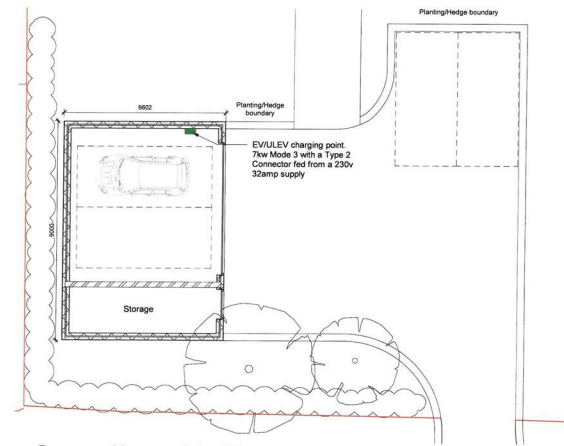 Planting/Hedge boundary
6602
Planting/Hedge
boundary
EV/ULEV charging point.
7kw Mode 3 with a Type 2
Connector fed from a 230v
32amp supply
9000
Storage